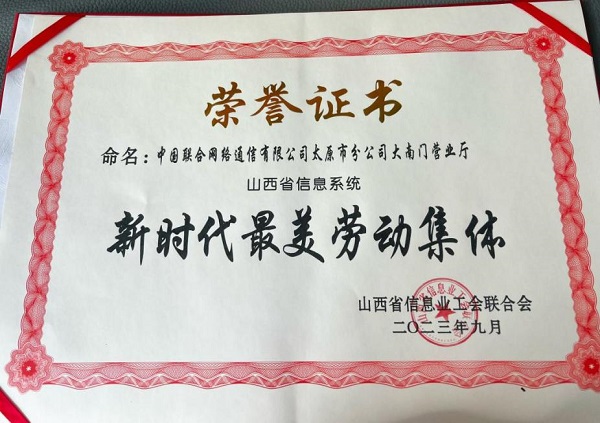 荣誉证书
命名：中国联合网络通信有限公司太原市分公司大南门营业厅
山西省信息系统
新时代最美劳动集体
山西省信息业工会联合会
二〇二三年九月